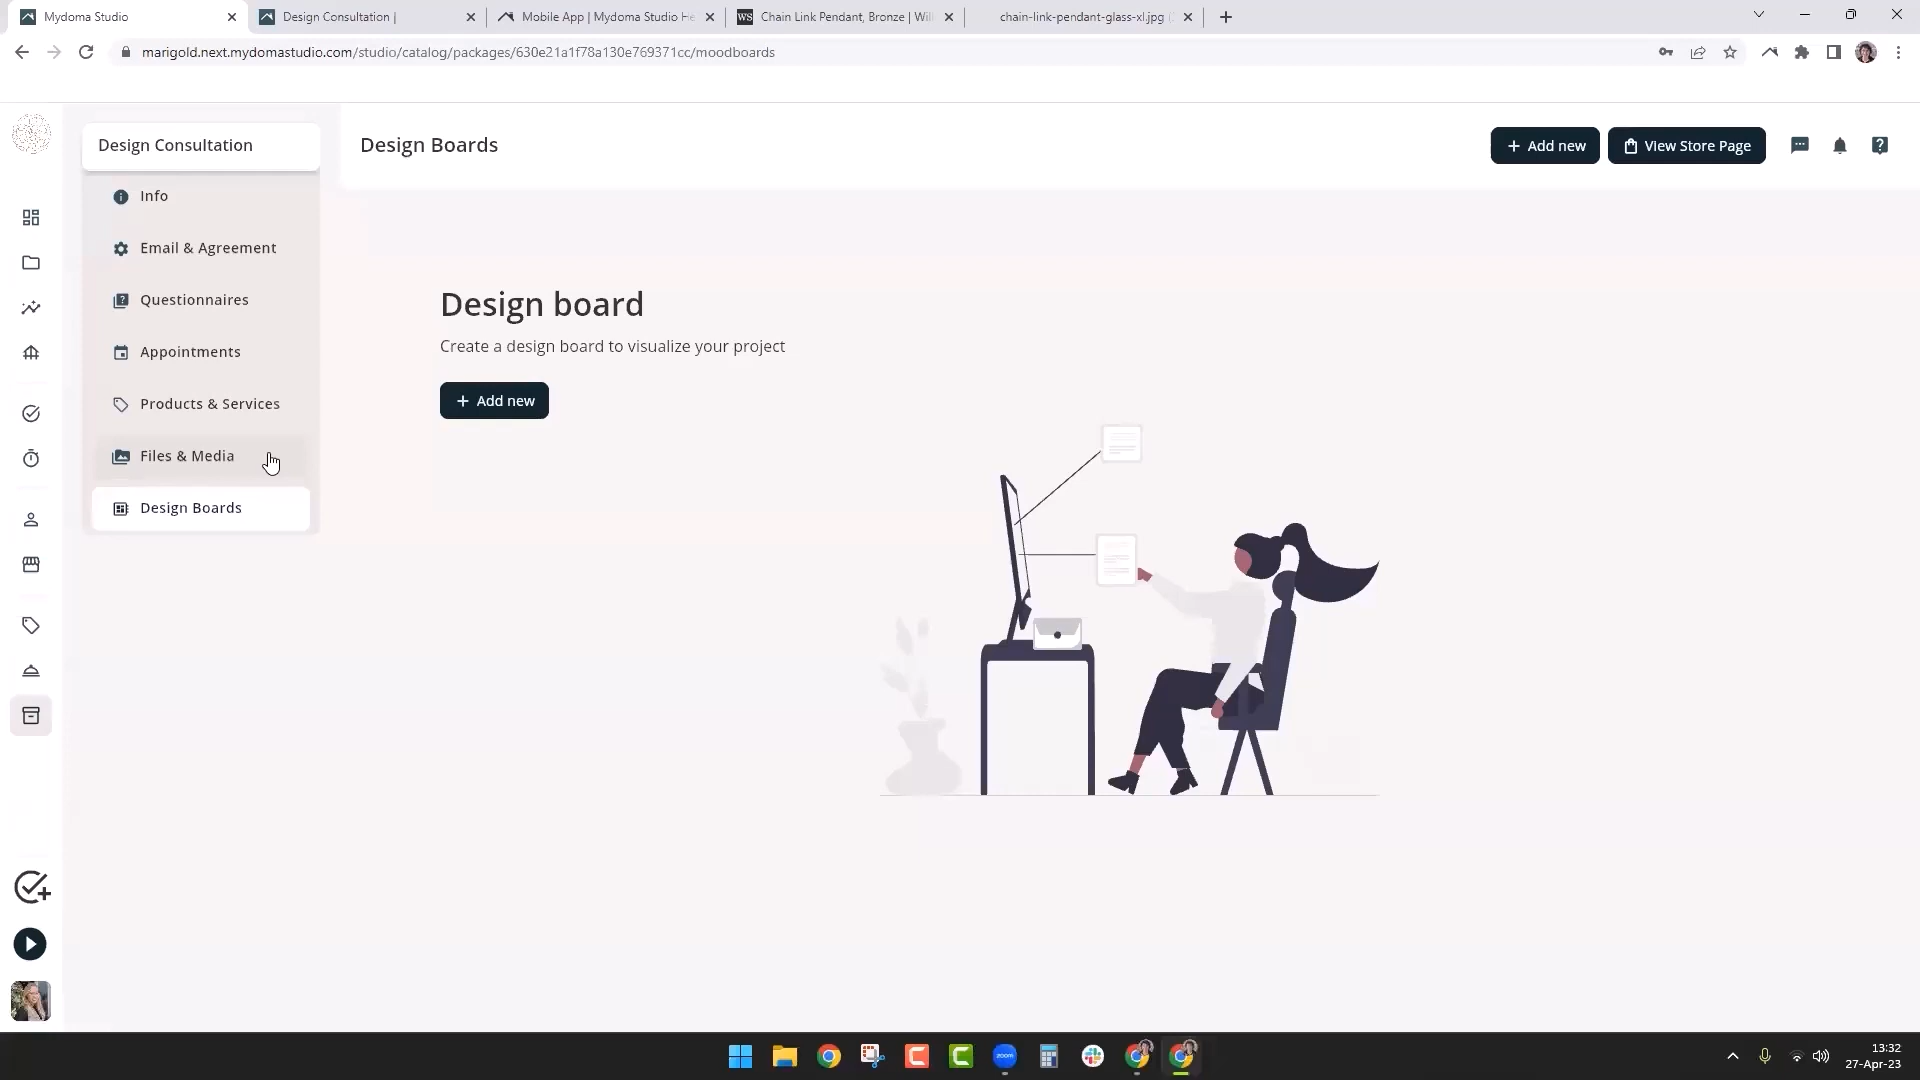 Mydoma Studio
Design Consultation |
Mobile App | Mydoma Studio He
WS
Chain Link Pendant, Bronze | Wil
chain-link-pendant-glass-xl.jpg
marigold.next.mydomastudio.com/studio/catalog/packages/630e21a1f78a130e769371cc/moodboards
Design Consultation
Info
Email & Agreement
Questionnaires
Appointments
Products & Services
Files & Media
Design Boards
Design Boards
+ Add new
View Store Page
Design board
Create a design board to visualize your project
+ Add new
zoom
13:32
27-Apr-23